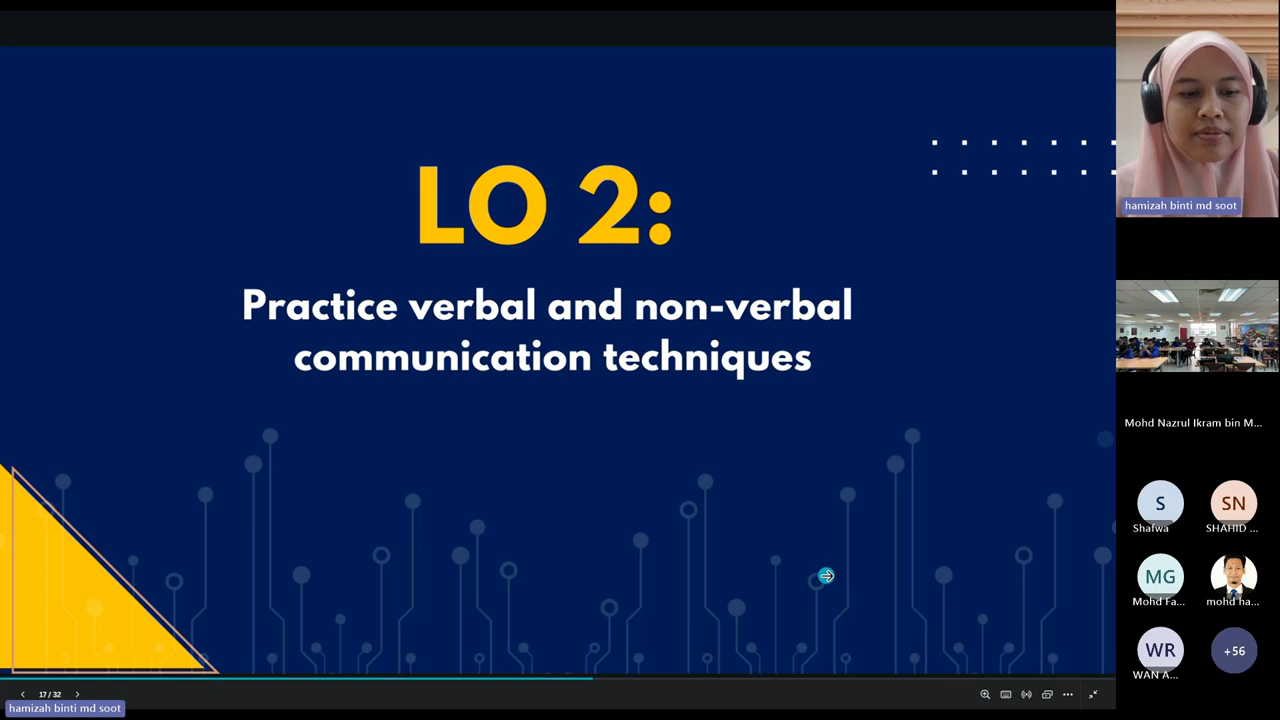 LO 2:
Practice verbal and non-verbal
communication techniques
17 / 32
hamizah binti md soot
hamizah binti md soot
Mohd Nazrul Ikram bin M...
S
Shafwa
SN
SHAHID ...
MG
Mohd Fa...
mohd ha...
WR
WAN A...
+56